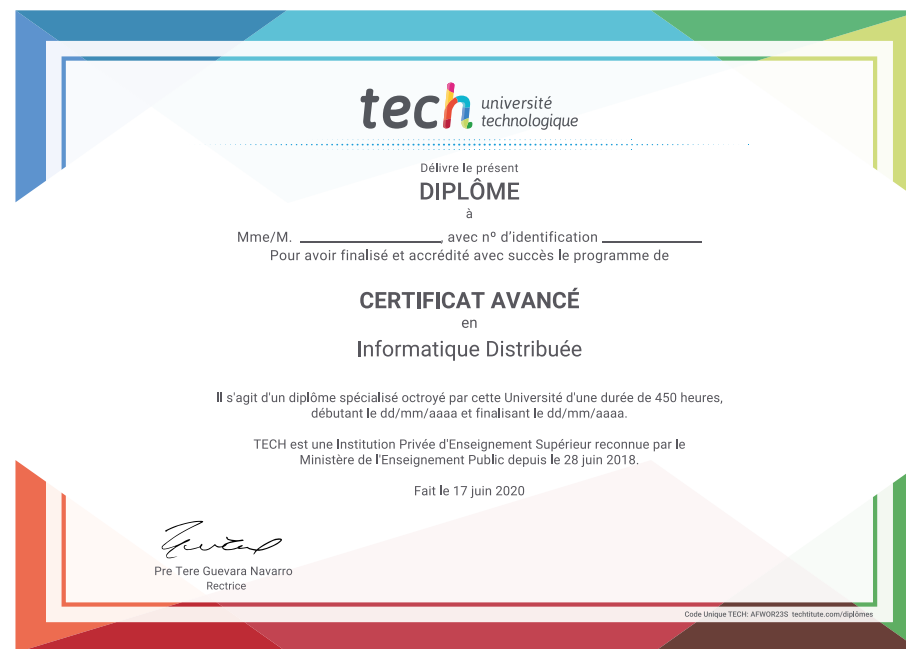 tech université
technologique
Délivre le présent
DIPLÔME
à
Mme/M. ____________________, avec nº d'identification ______________
Pour avoir finalisé et accrédité avec succès le programme de
CERTIFICAT AVANCÉ
en
Informatique Distribuée
Il s'agit d'un diplôme spécialisé octroyé par cette Université d'une durée de 450 heures,
débutant le dd/mm/aaaa et finalisant le dd/mm/aaaa.
TECH est une Institution Privée d'Enseignement Supérieur reconnue par le
Ministère de l'Enseignement Public depuis le 28 juin 2018.
Fait le 17 juin 2020
Pre Tere Guevara Navarro
Rectrice
Code Unique TECH: AFWOR23S techtitute.com/diplômes